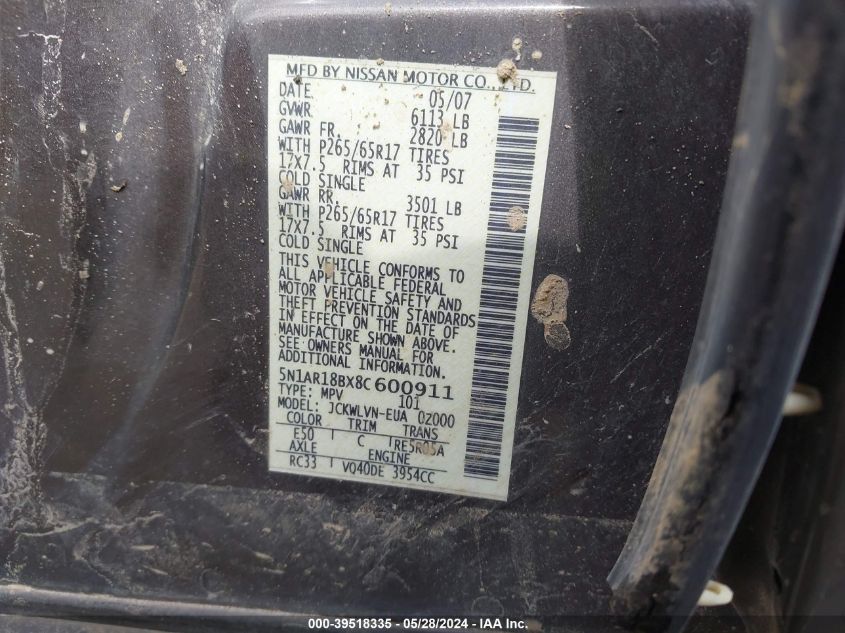 MFD BY NISSAN MOTOR CO., LTD.
DATE 05/07
GVWR 6113 LB
GAWR FR. 2820 LB
WITH P265/65R17 TIRES
17X7.5 RIMS AT 35 PSI
COLD SINGLE
GAWR RR. 3501 LB
WITH P265/65R17 TIRES
17X7.5 RIMS AT 35 PSI
COLD SINGLE
THIS VEHICLE CONFORMS TO
ALL APPLICABLE FEDERAL
MOTOR VEHICLE SAFETY AND
THEFT PREVENTION STANDARDS
IN EFFECT ON THE DATE OF
MANUFACTURE SHOWN ABOVE.
SEE OWNERS MANUAL FOR
ADDITIONAL INFORMATION.
5N1AR18BX8C600911
TYPE: MPV 101
MODEL: JCKWLVN-EUA 02000
COLOR TRIM TRANS
E50 C RE5R05A
AXLE ENGINE
RC33 VQ40DE 3954CC
000-39518335 - 05/28/2024 - IAA Inc.